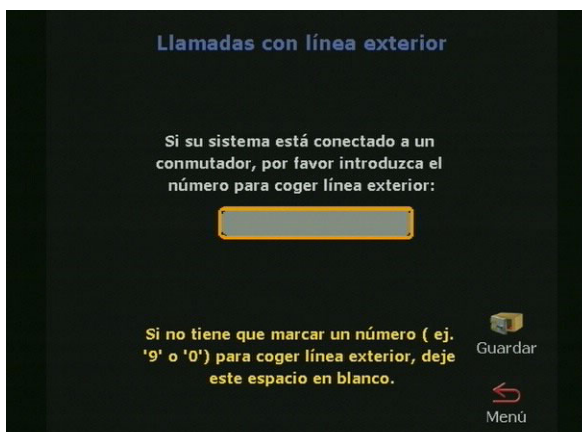 Llamadas con línea exterior
Si su sistema está conectado a un
conmutador, por favor introduzca el
número para coger línea exterior:
Si no tiene que marcar un número ( ej.
'9' o '0') para coger línea exterior, deje
este espacio en blanco.
Guardar
Menú